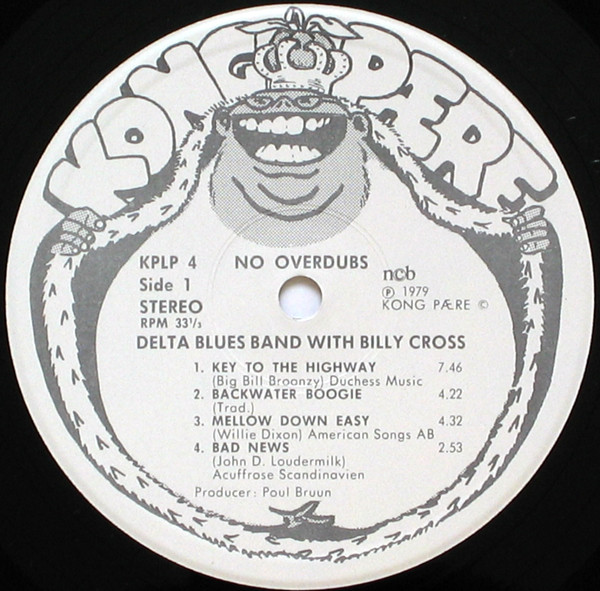 KONG PÆRE
KPLP 4 NO OVERDUBS ncb
Side 1 ℗ 1979
STEREO KONG PÆRE ©
RPM 33 1/3
DELTA BLUES BAND WITH BILLY CROSS
1. KEY TO THE HIGHWAY 7.46
(Big Bill Broonzy) Duchess Music
2. BACKWATER BOOGIE 4.22
(Trad.)
3. MELLOW DOWN EASY 4.32
(Willie Dixon) American Songs AB
4. BAD NEWS 2.53
(John D. Loudermilk)
Acuffrose Scandinavien
Producer: Poul Bruun